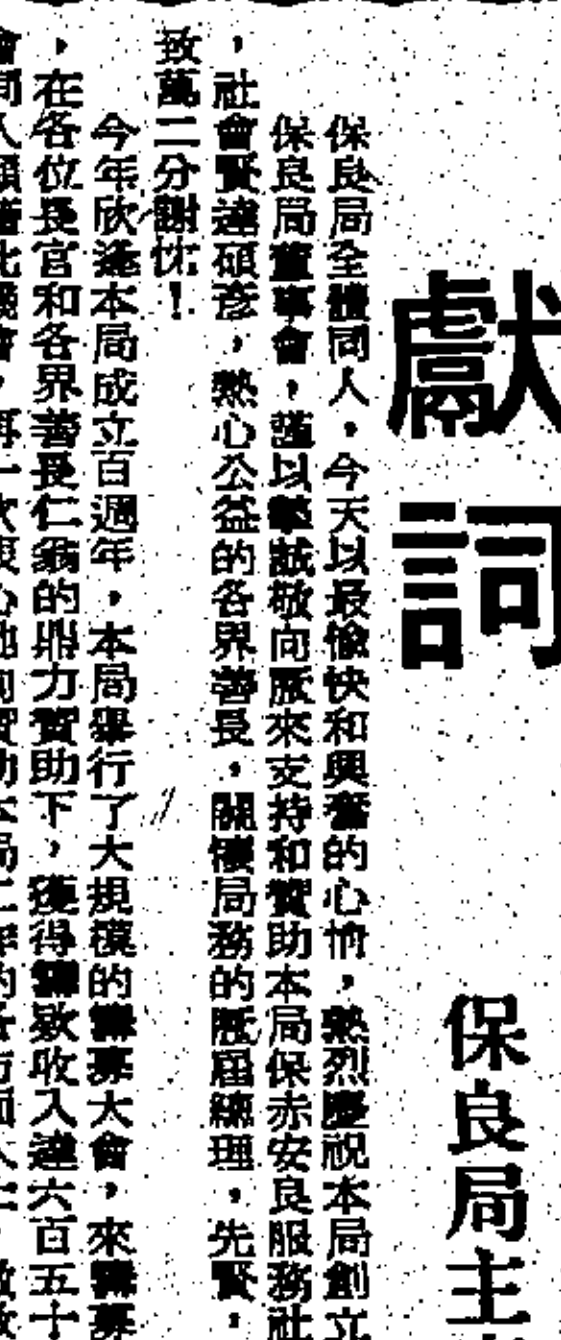 獻詞
保良局主
保良局全體同人，今天以最愉快和興奮的心情，熱烈慶祝本局創立
保良局董事會，謹以摯誠敬向歷來支持和贊助本局保赤安良服務社
，社會賢達碩彥，熱心公益的各界善長，關懷局務的歷屆總理，先賢，
致萬二分謝忱！
今年欣逢本局成立百週年，本局舉行了大規模的籌募大會，來籌募
，在各位長官和各界善長仁翁的鼎力贊助下，獲得籌款收入達六百五十